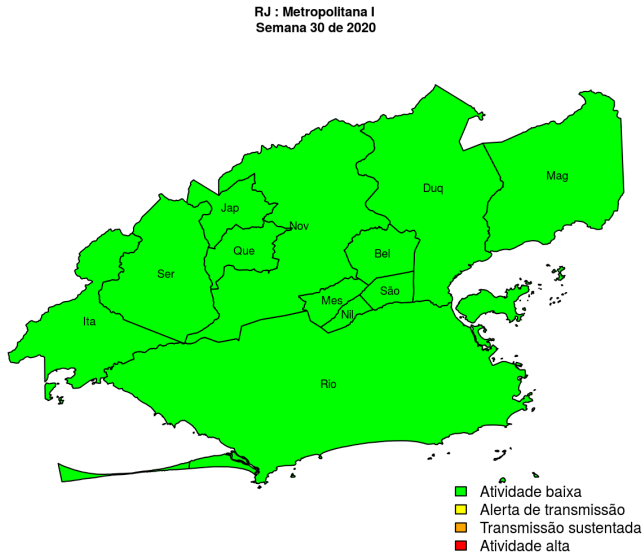 RJ : Metropolitana I
Semana 30 de 2020
Mag
Duq
Jap
Nov
Que
Bel
Ser
São
Mes
Nil
Ita
Rio
Atividade baixa
Alerta de transmissão
Transmissão sustentada
Atividade alta